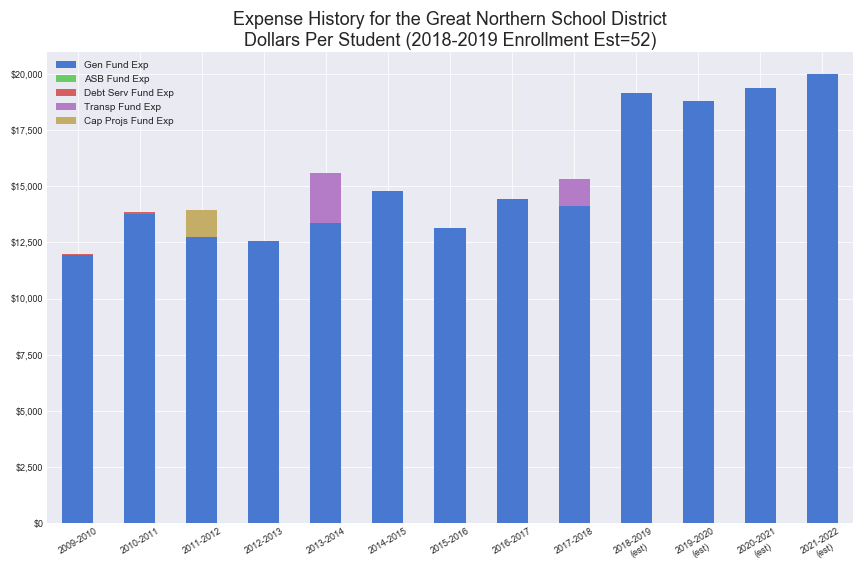 Expense History for the Great Northern School District
Dollars Per Student (2018-2019 Enrollment Est=52)
Gen Fund Exp
ASB Fund Exp
Debt Serv Fund Exp
Transp Fund Exp
Cap Projs Fund Exp
$20,000
$17,500
$15,000
$12,500
$10,000
$7,500
$5,000
$2,500
$0
2009-2010
2010-2011
2011-2012
2012-2013
2013-2014
2014-2015
2015-2016
2016-2017
2017-2018
2018-2019
(est)
2019-2020
(est)
2020-2021
(est)
2021-2022
(est)